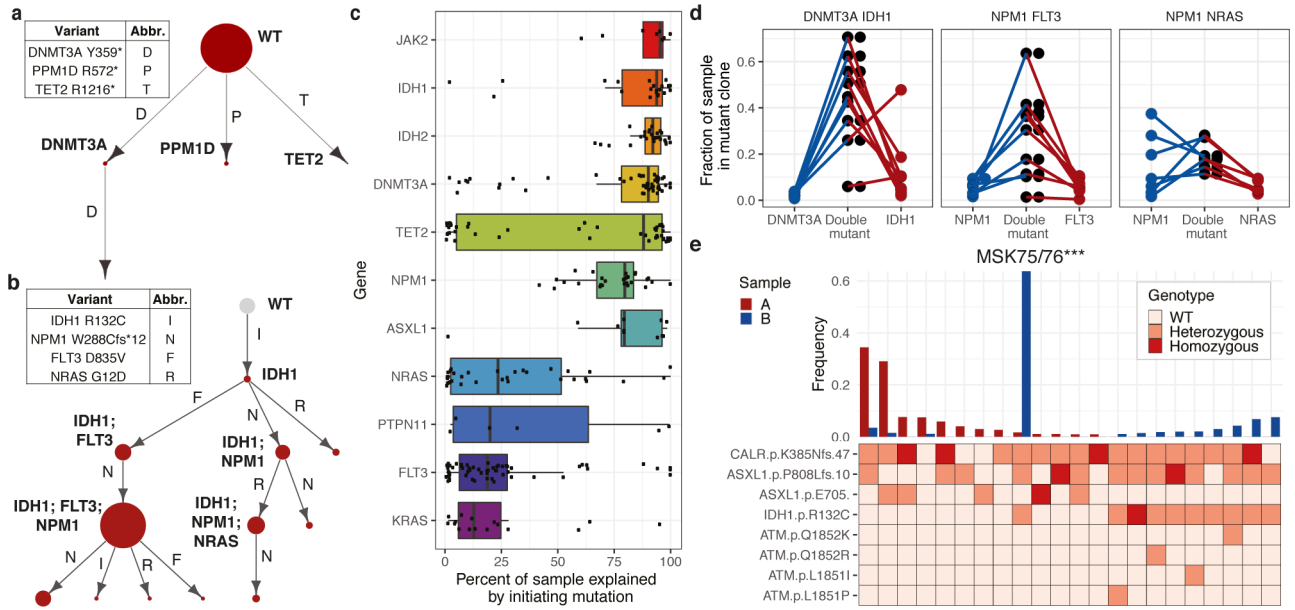 a
Variant Abbr.
DNMT3A Y359* D
PPM1D R572* P
TET2 R1216* T
WT
D
P
T
DNMT3A
PPM1D
TET2
D
b
Variant Abbr.
IDH1 R132C I
NPM1 W288Cfs*12 N
FLT3 D835V F
NRAS G12D R
WT
I
IDH1
F
N
R
IDH1;
FLT3
IDH1;
NPM1
N
R
N
IDH1; FLT3;
NPM1
IDH1;
NPM1;
NRAS
N
I
R
F
N
c
Gene
JAK2
IDH1
IDH2
DNMT3A
TET2
NPM1
ASXL1
NRAS
PTPN11
FLT3
KRAS
0 25 50 75 100
Percent of sample explained
by initiating mutation
d
DNMT3A IDH1
NPM1 FLT3
NPM1 NRAS
Fraction of sample
in mutant clone
0.6
0.4
0.2
0.0
DNMT3A Double IDH1
mutant
NPM1 Double FLT3
mutant
NPM1 Double NRAS
mutant
e
MSK75/76***
Sample
A
B
Frequency
0.6
0.4
0.2
0.0
Genotype
WT
Heterozygous
Homozygous
CALR.p.K385Nfs.47
ASXL1.p.P808Lfs.10
ASXL1.p.E705.
IDH1.p.R132C
ATM.p.Q1852K
ATM.p.Q1852R
ATM.p.L1851I
ATM.p.L1851P